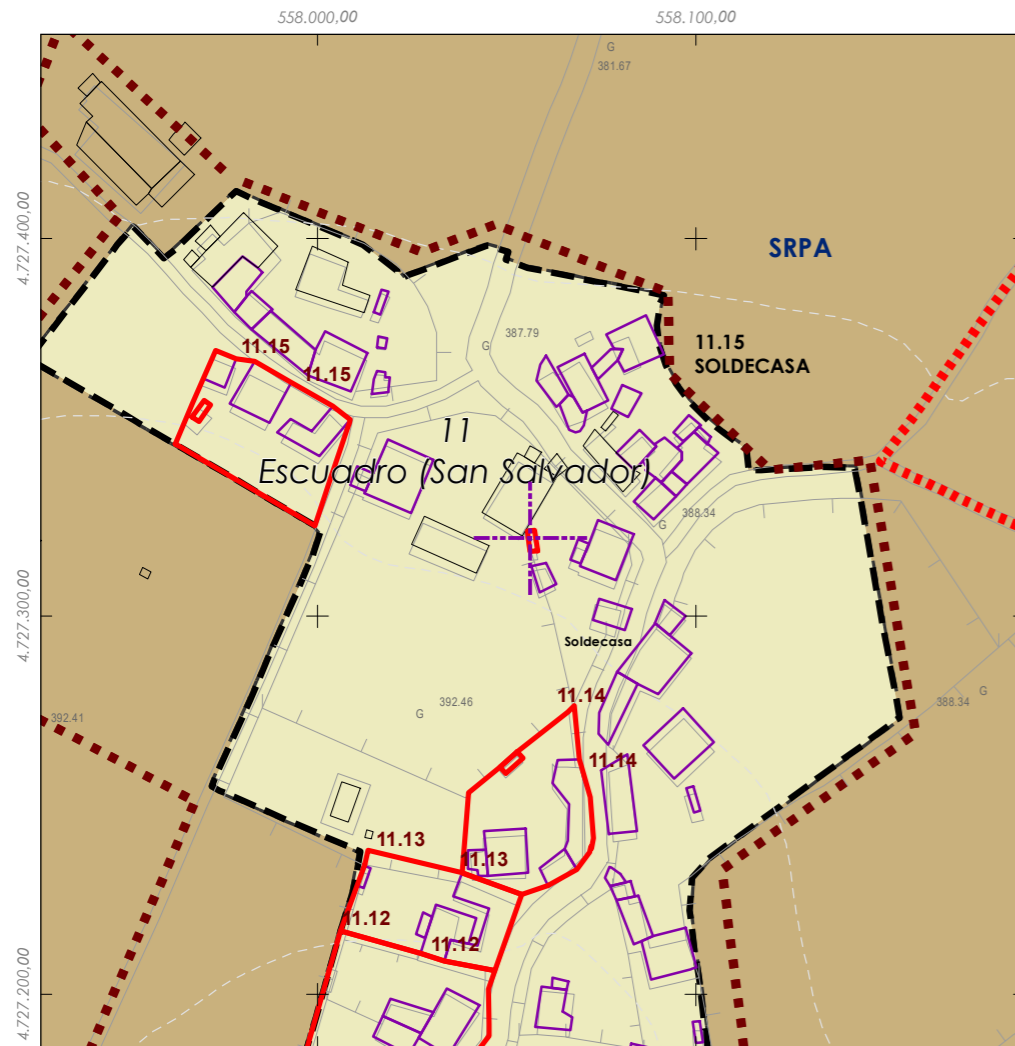 558.000,00
558.100,00
G
381.67
4.727.400,00
SRPA
387.79
G
11.15
SOLDECASA
11.15
11.15
11
Escuadro (San Salvador)
388.34
G
4.727.300,00
Soldecasa
11.14
392.46
G
392.41
388.34
G
11.14
11.13
11.13
11.12
11.12
4.727.200,00